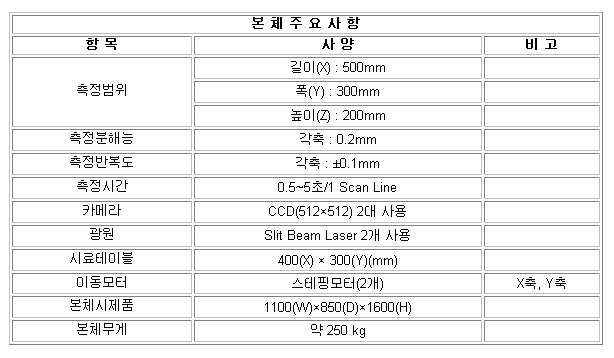 본 체 주 요 사 항
항 목 사 양 비 고
측정범위 길이(X) : 500mm
폭(Y) : 300mm
높이(Z) : 200mm
측정분해능 각축 : 0.2mm
측정반복도 각축 : ±0.1mm
측정시간 0.5~5초/1 Scan Line
카메라 CCD(512×512) 2대 사용
광원 Slit Beam Laser 2개 사용
시료테이블 400(X) × 300(Y)(mm)
이동모터 스테핑모터(2개) X축, Y축
본체시제품 1100(W)×850(D)×1600(H)
본체무게 약 250 kg